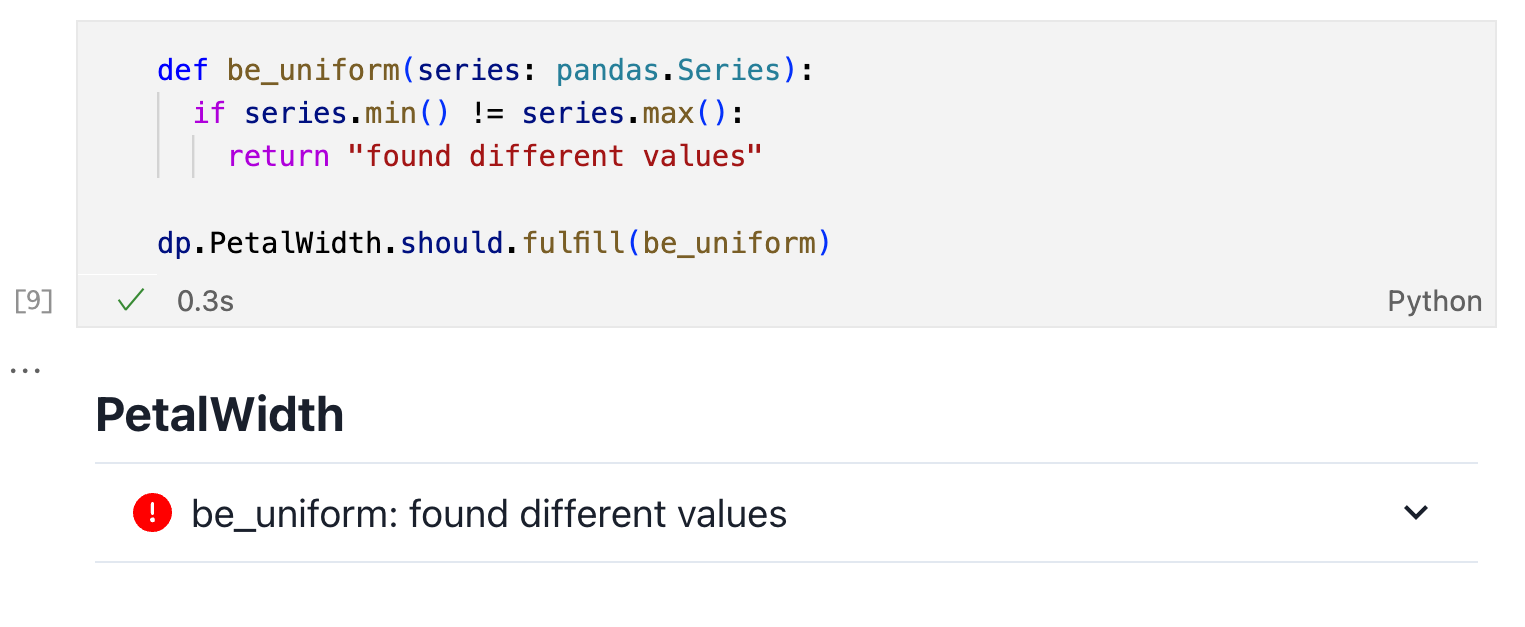 def be_uniform(series: pandas.Series):
  if series.min() != series.max():
    return "found different values"
dp.PetalWidth.should.fulfill(be_uniform)
[9] 0.3s Python
...
PetalWidth
be_uniform: found different values